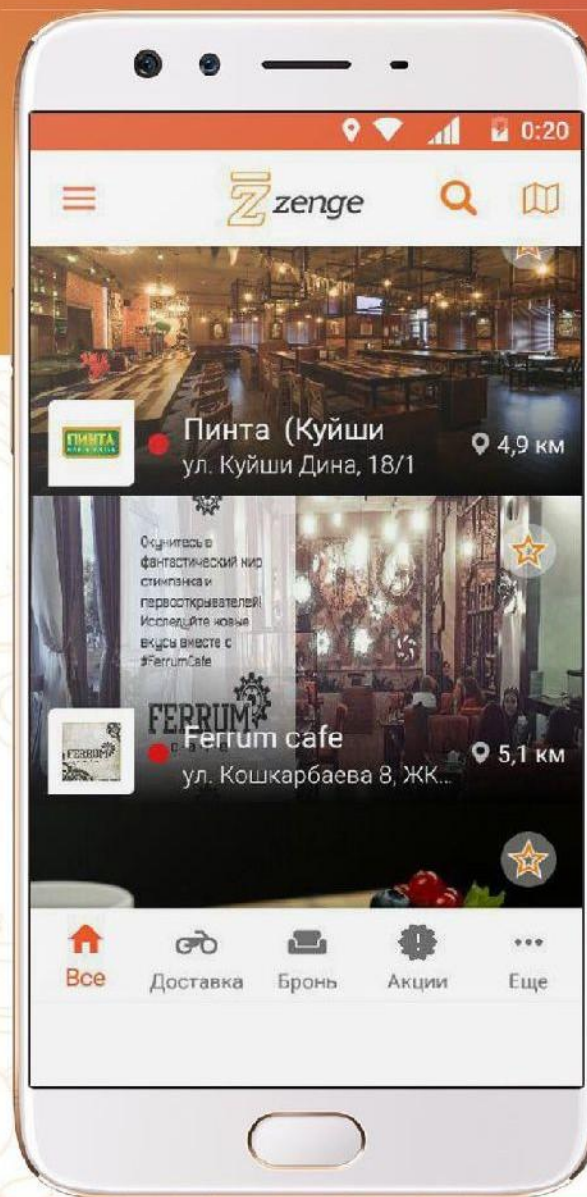 0:20
zenge
ПИНТА
Пинта (Куйши
4,9 км
ул. Куйши Дина, 18/1
Окунитесь в
фантастический мир
стимпанка и
первооткрывателей!
Исследуйте новые
вкусы вместе с
#FerrumCafe
FERRUM
FERRUM
Ferrum cafe
5,1 км
ул. Кошкарбаева 8, ЖК...
Все
Доставка
Бронь
Акции
Еще